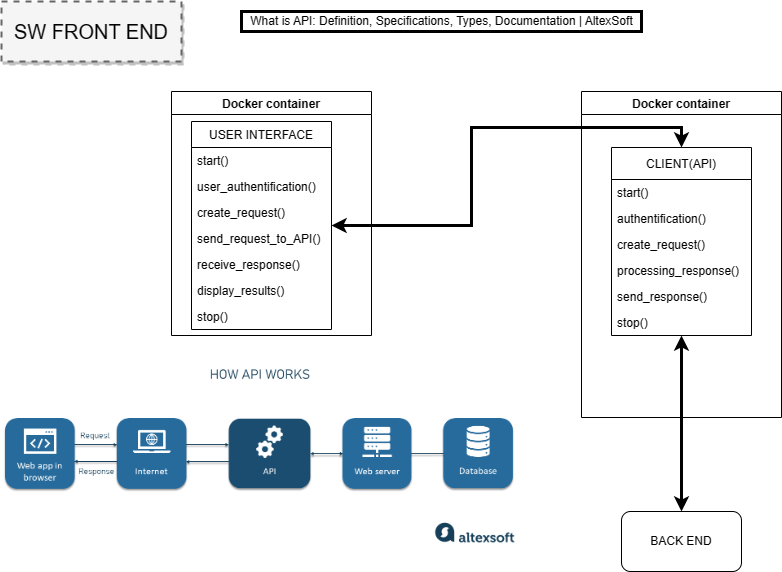 SW FRONT END
What is API: Definition, Specifications, Types, Documentation | AltexSoft
Docker container
USER INTERFACE
start()
user_authentification()
create_request()
send_request_to_API()
receive_response()
display_results()
stop()
Docker container
CLIENT(API)
start()
authentification()
create_request()
processing_response()
send_response()
stop()
HOW API WORKS
Web app in
browser
Request
Response
Internet
API
Web server
Database
altexsoft
BACK END